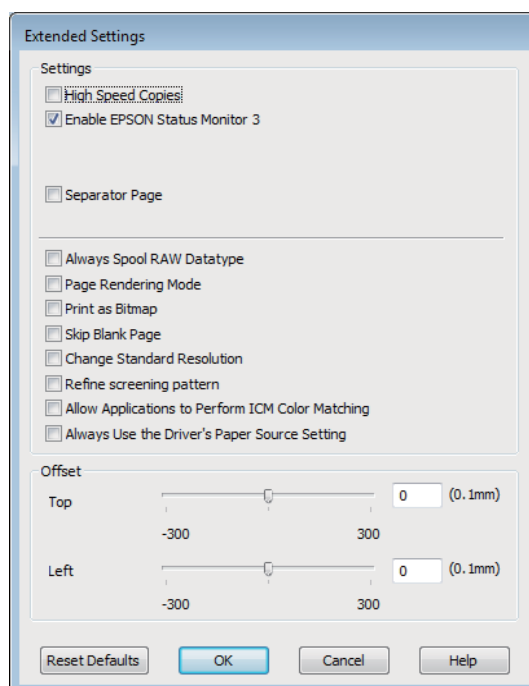 Extended Settings
Settings
High Speed Copies
Enable EPSON Status Monitor 3
Separator Page
Always Spool RAW Datatype
Page Rendering Mode
Print as Bitmap
Skip Blank Page
Change Standard Resolution
Refine screening pattern
Allow Applications to Perform ICM Color Matching
Always Use the Driver's Paper Source Setting
Offset
Top 0 (0.1mm)
-300 300
Left 0 (0.1mm)
-300 300
Reset Defaults OK Cancel Help